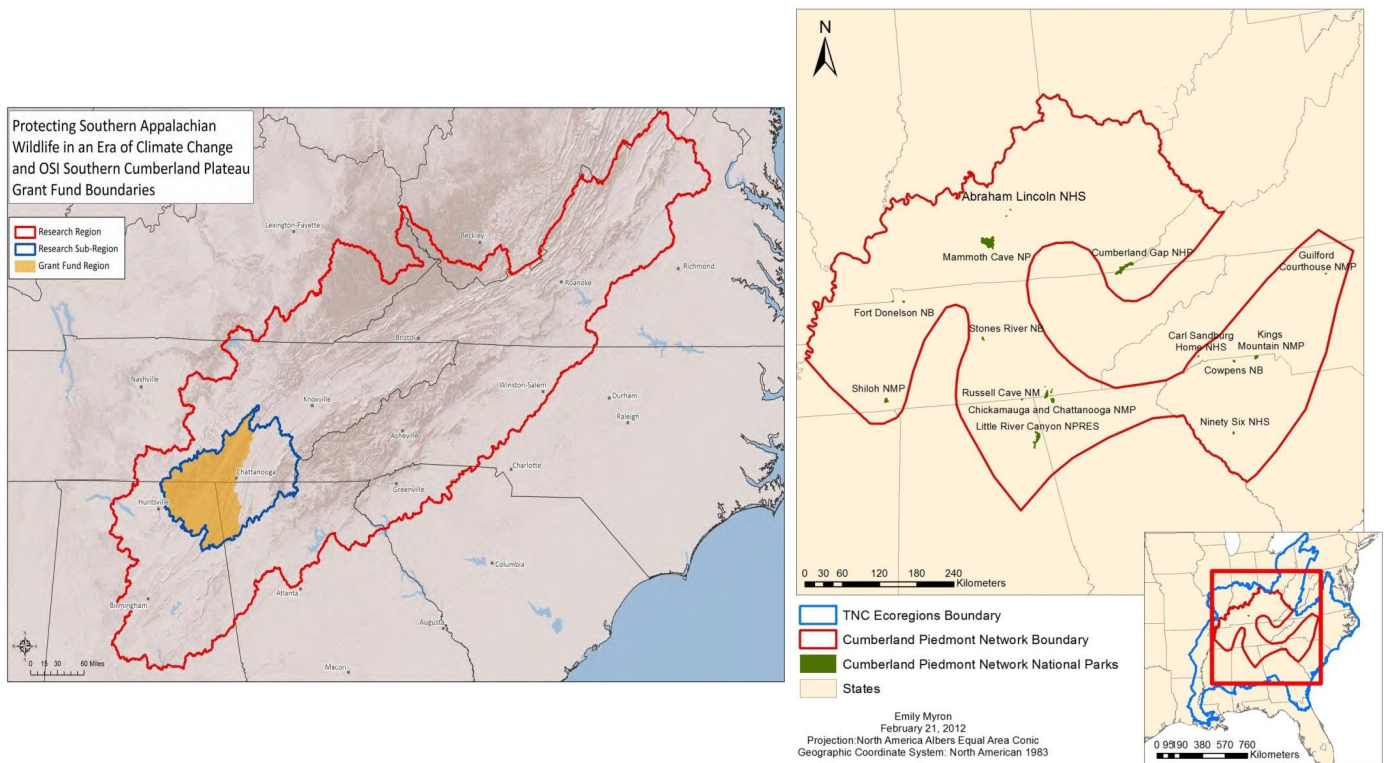 Protecting Southern Appalachian
Wildlife in an Era of Climate Change
and OSI Southern Cumberland Plateau
Grant Fund Boundaries
Research Region
Research Sub-Region
Grant Fund Region
Lexington-Fayette
Beckley
Richmond
Roanoke
Bristol
Nashville
Winston-Salem
Knoxville
Durham
Raleigh
Asheville
Charlotte
Chattanooga
Greenville
Huntsville
Columbia
Atlanta
Birmingham
Augusta
Macon
0 15 30 60 Miles
N
Abraham Lincoln NHS
Mammoth Cave NP
Cumberland Gap NHP
Guilford
Courthouse NMP
Fort Donelson NB
Stones River NB
Carl Sandburg
Home NHS
Kings
Mountain NMP
Cowpens NB
Shiloh NMP
Russell Cave NM
Chickamauga and Chattanooga NMP
Little River Canyon NPRES
Ninety Six NHS
0 30 60 120 180 240
Kilometers
TNC Ecoregions Boundary
Cumberland Piedmont Network Boundary
Cumberland Piedmont Network National Parks
States
Emily Myron
February 21, 2012
Projection:North America Albers Equal Area Conic
Geographic Coordinate System: North American 1983
0 95190 380 570 760
Kilometers